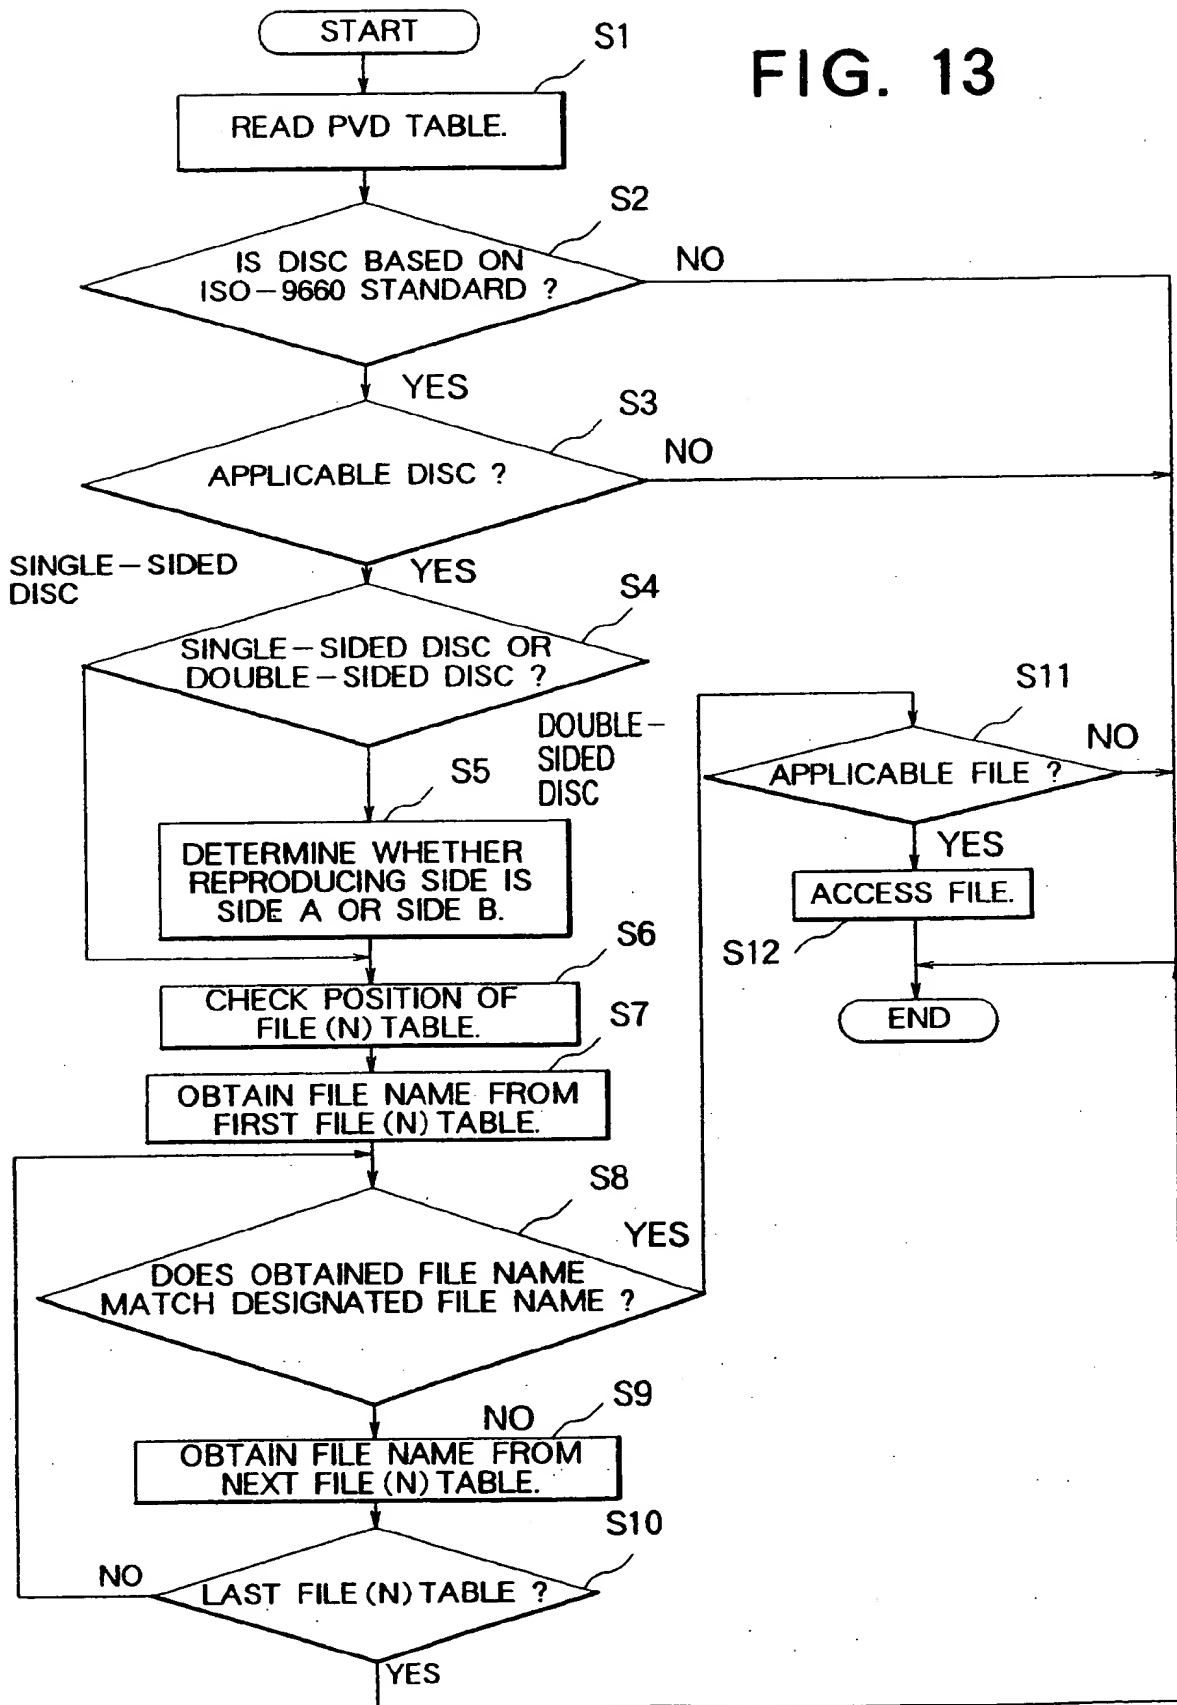 START
S1
FIG. 13
READ PVD TABLE.
S2
IS DISC BASED ON
ISO-9660 STANDARD ?
NO
YES
S3
APPLICABLE DISC ?
NO
SINGLE-SIDED
DISC
YES
S4
SINGLE-SIDED DISC OR
DOUBLE-SIDED DISC ?
DOUBLE-
SIDED
DISC
S5
DETERMINE WHETHER
REPRODUCING SIDE IS
SIDE A OR SIDE B.
S6
CHECK POSITION OF
FILE (N) TABLE.
S7
OBTAIN FILE NAME FROM
FIRST FILE (N) TABLE.
S8
YES
DOES OBTAINED FILE NAME
MATCH DESIGNATED FILE NAME ?
NO
S9
OBTAIN FILE NAME FROM
NEXT FILE (N) TABLE.
S10
NO
LAST FILE (N) TABLE ?
YES
S11
APPLICABLE FILE ?
NO
YES
ACCESS FILE.
S12
END